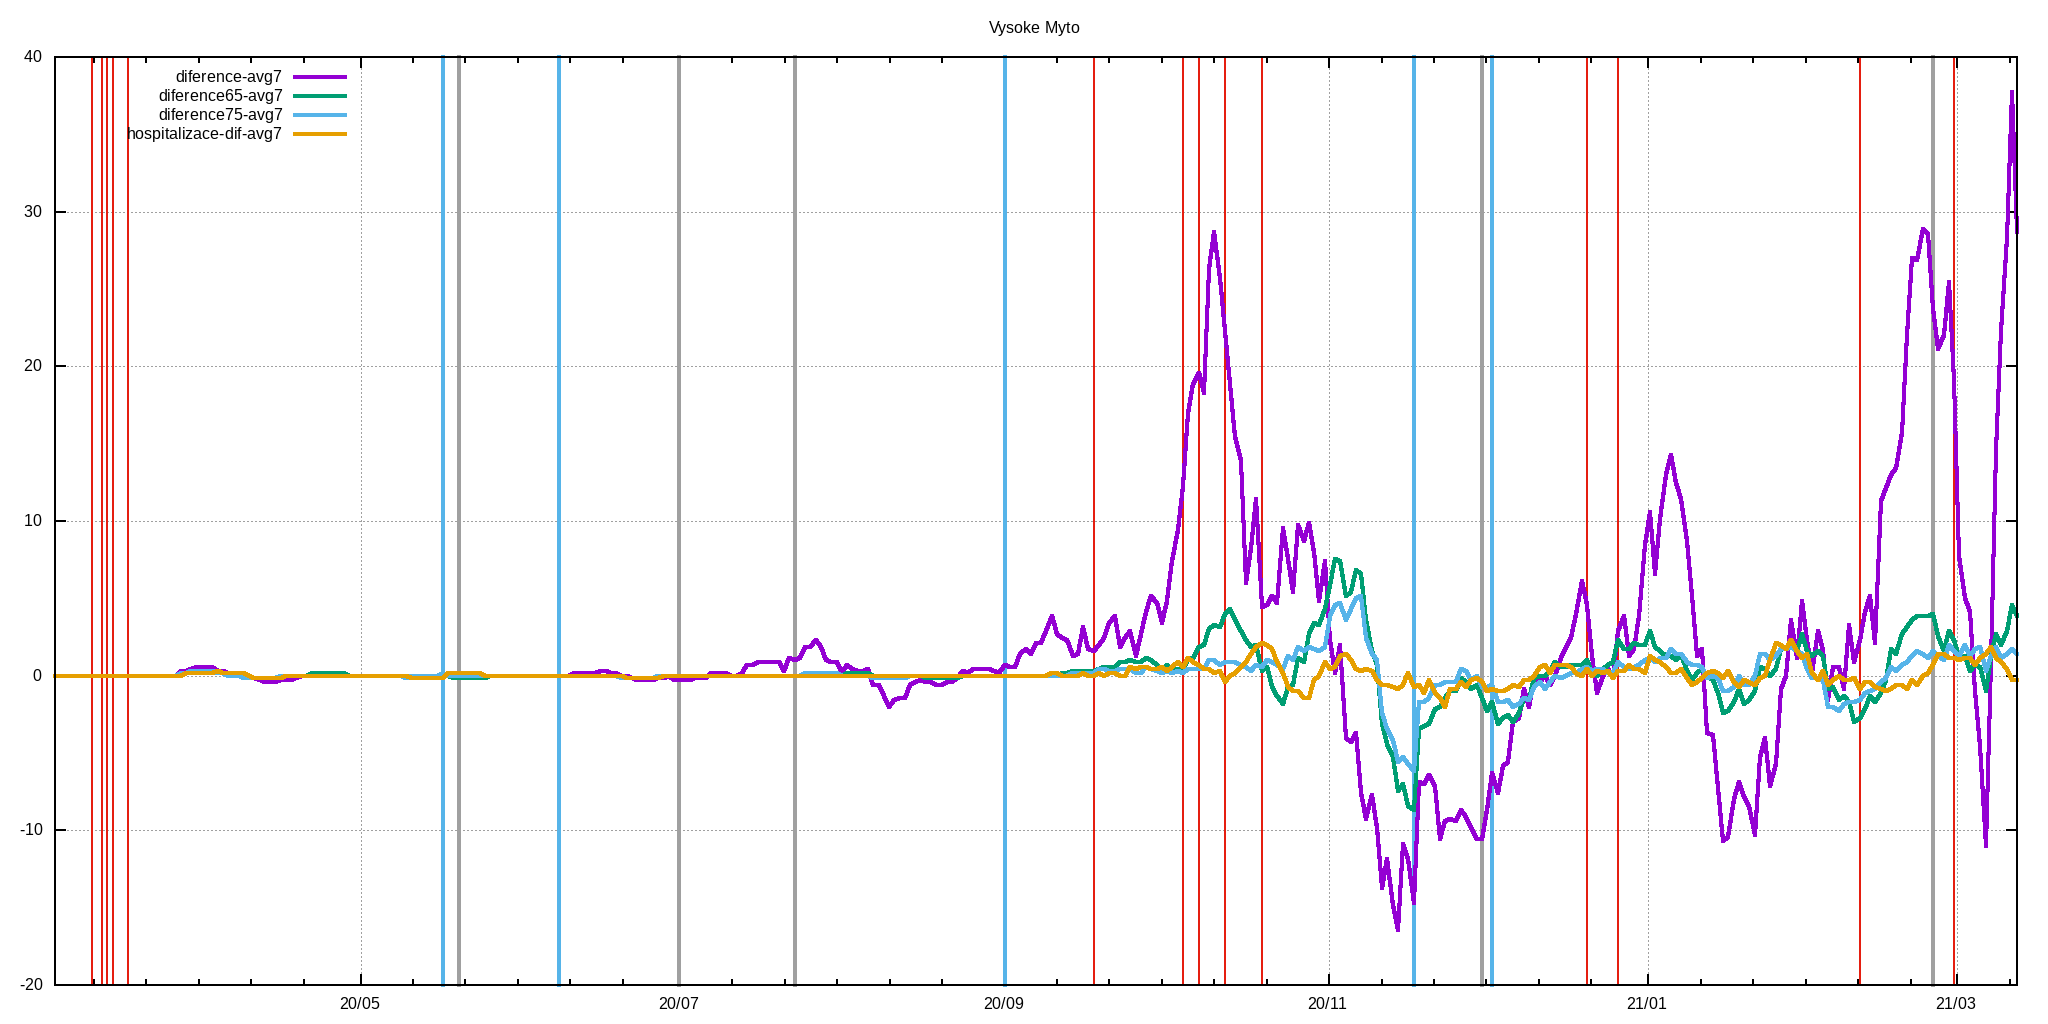 Vysoke Myto
40
30
20
10
0
-10
-20
diference-avg7
diference65-avg7
diference75-avg7
hospitalizace-dif-avg7
20/05
20/07
20/09
20/11
21/01
21/03